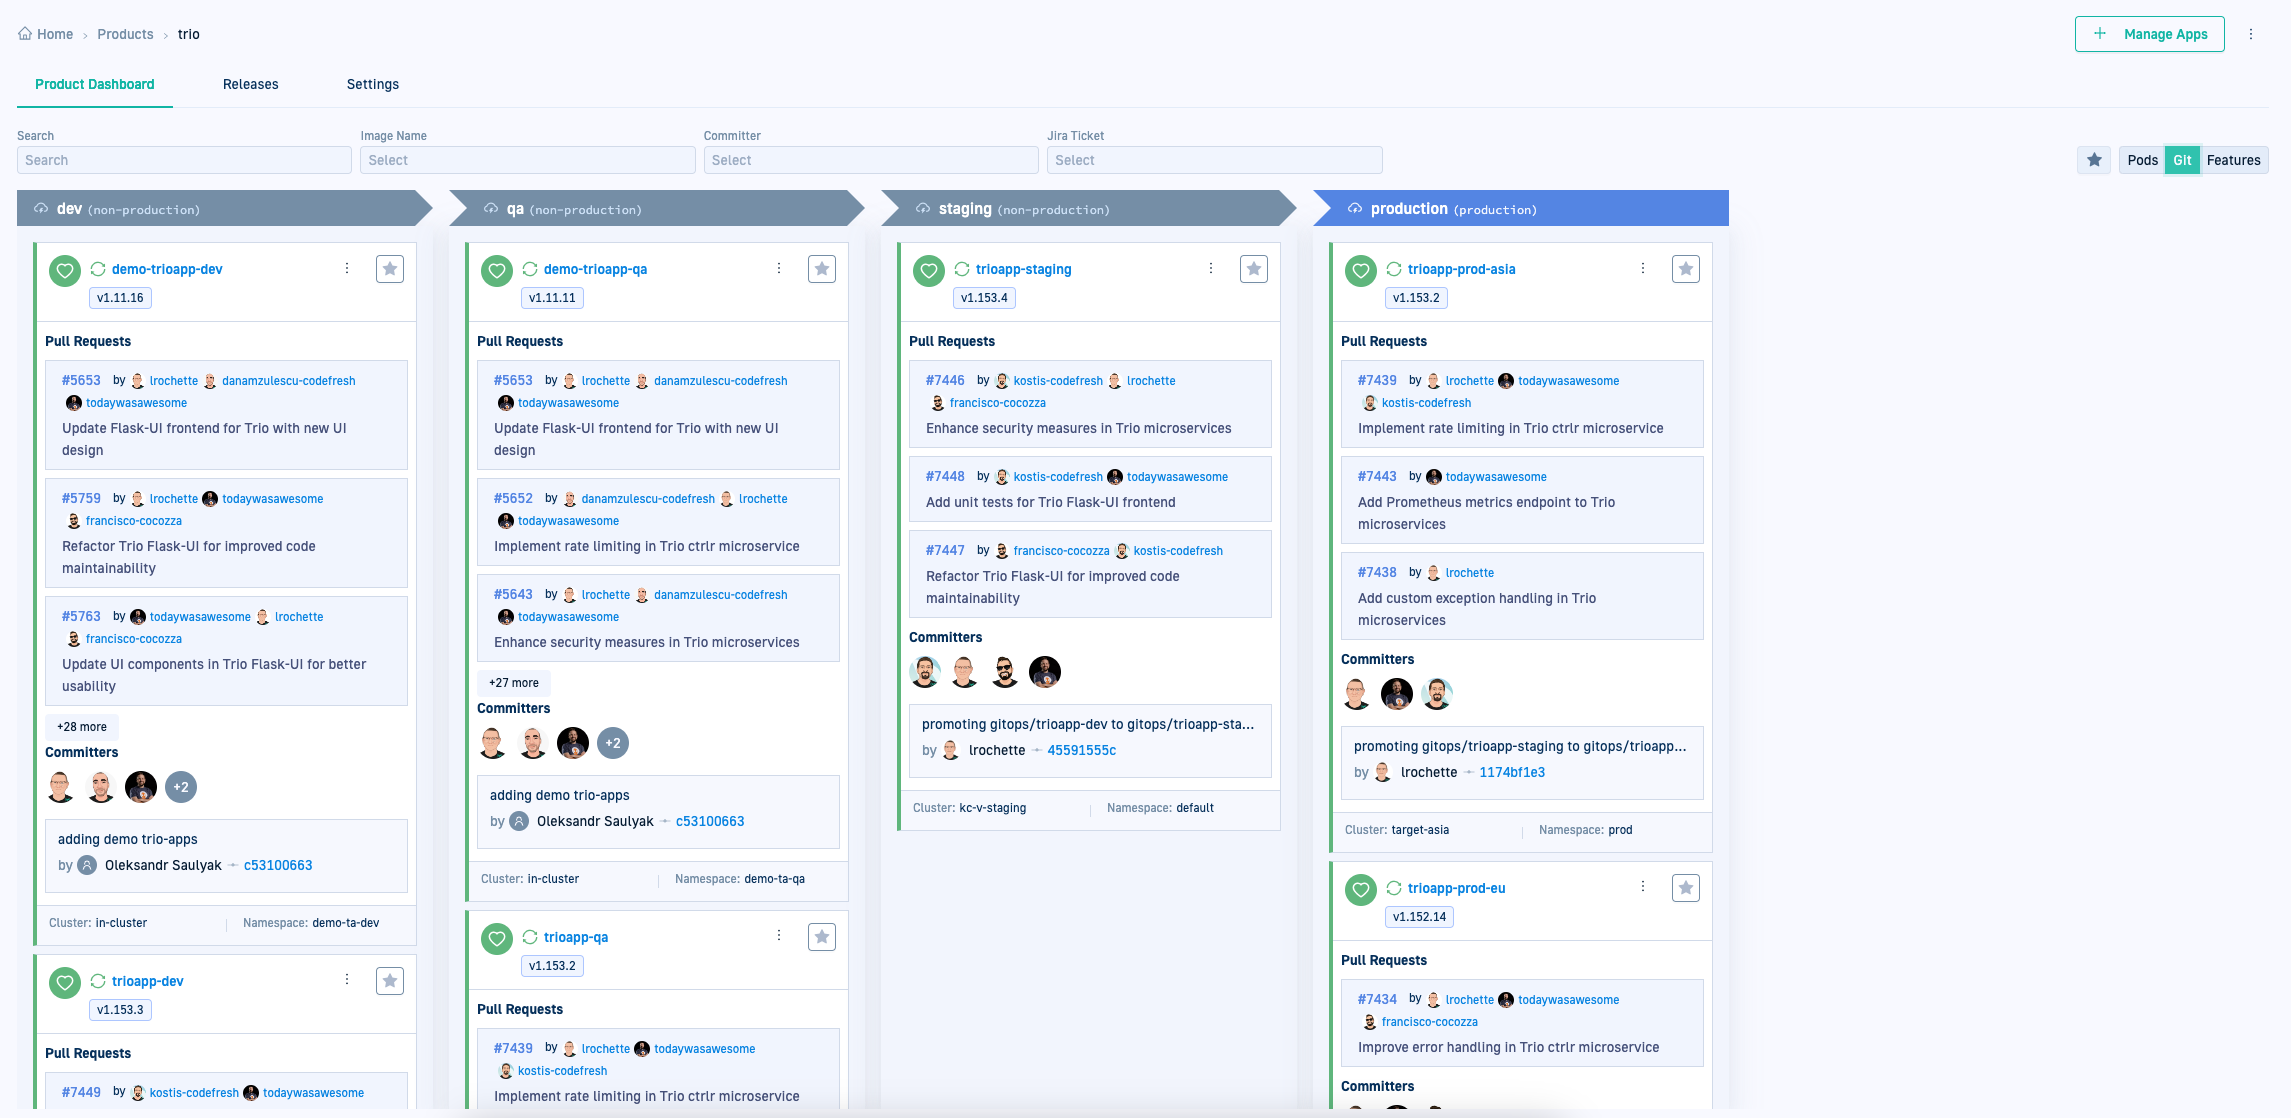 Home › Products › trio
Manage Apps
Product Dashboard
Releases
Settings
Search
Search
Image Name
Select
Committer
Select
Jira Ticket
Select
Pods
Git
Features
dev (non-production)
demo-trioapp-dev
v1.11.16
Pull Requests
#5653 by lrochette danamzulescu-codefresh
todaywasawesome
Update Flask-UI frontend for Trio with new UI
design
#5759 by lrochette todaywasawesome
francisco-cocozza
Refactor Trio Flask-UI for improved code
maintainability
#5763 by todaywasawesome lrochette
francisco-cocozza
Update UI components in Trio Flask-UI for better
usability
+28 more
Committers
+2
adding demo trio-apps
by Oleksandr Saulyak c53100663
Cluster: in-cluster
Namespace: demo-ta-dev
trioapp-dev
v1.153.3
Pull Requests
#7449 by kostis-codefresh todaywasawesome
qa (non-production)
demo-trioapp-qa
v1.11.11
Pull Requests
#5653 by lrochette danamzulescu-codefresh
todaywasawesome
Update Flask-UI frontend for Trio with new UI
design
#5652 by danamzulescu-codefresh lrochette
todaywasawesome
Implement rate limiting in Trio ctrlr microservice
#5643 by lrochette danamzulescu-codefresh
todaywasawesome
Enhance security measures in Trio microservices
+27 more
Committers
+2
adding demo trio-apps
by Oleksandr Saulyak c53100663
Cluster: in-cluster
Namespace: demo-ta-qa
trioapp-qa
v1.153.2
Pull Requests
#7439 by lrochette todaywasawesome
kostis-codefresh
Implement rate limiting in Trio ctrlr microservice
staging (non-production)
trioapp-staging
v1.153.4
Pull Requests
#7446 by kostis-codefresh lrochette
francisco-cocozza
Enhance security measures in Trio microservices
#7448 by kostis-codefresh todaywasawesome
Add unit tests for Trio Flask-UI frontend
#7447 by francisco-cocozza kostis-codefresh
Refactor Trio Flask-UI for improved code
maintainability
Committers
promoting gitops/trioapp-dev to gitops/trioapp-sta...
by lrochette 45591555c
Cluster: kc-v-staging
Namespace: default
production (production)
trioapp-prod-asia
v1.153.2
Pull Requests
#7439 by lrochette todaywasawesome
kostis-codefresh
Implement rate limiting in Trio ctrlr microservice
#7443 by todaywasawesome
Add Prometheus metrics endpoint to Trio
microservices
#7438 by lrochette
Add custom exception handling in Trio
microservices
Committers
promoting gitops/trioapp-staging to gitops/trioapp...
by lrochette 1174bf1e3
Cluster: target-asia
Namespace: prod
trioapp-prod-eu
v1.152.14
Pull Requests
#7434 by lrochette todaywasawesome
francisco-cocozza
Improve error handling in Trio ctrlr microservice
Committers